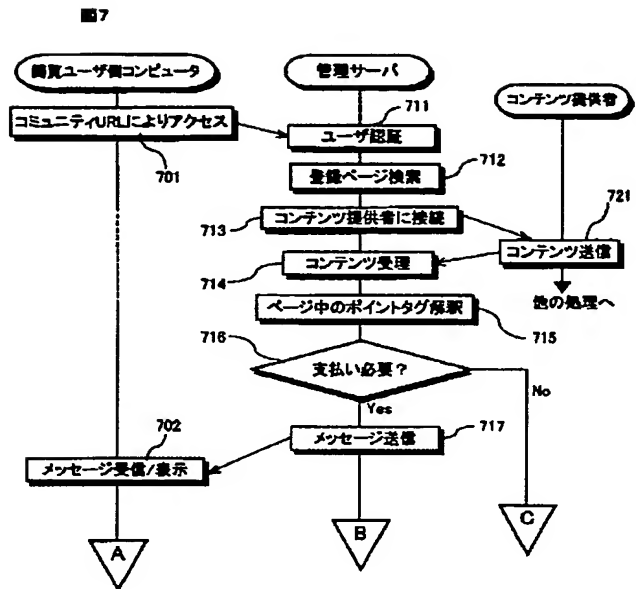 図7
閲覧ユーザ側コンピュータ
管理サーバ
コンテンツ提供者
コミュニティURLによりアクセス
701
711
ユーザ認証
712
登録ページ検索
713
コンテンツ提供者に接続
721
コンテンツ送信
714
コンテンツ受理
他の処理へ
ページ中のポイントタグ解釈
715
716
支払い必要?
No
Yes
702
メッセージ送信
717
メッセージ受信/表示
A
B
C